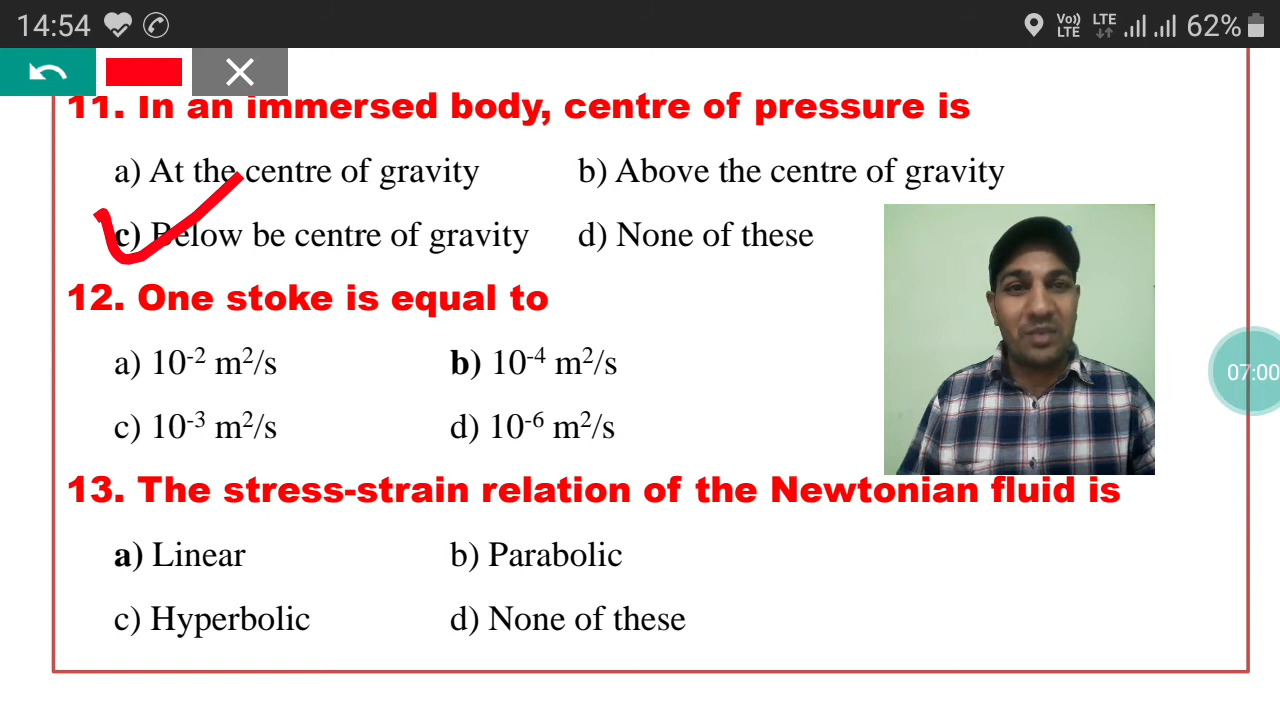 14:54 Vo)) LTE LTE 62%
11. In an immersed body, centre of pressure is
a) At the centre of gravity b) Above the centre of gravity
c) Below be centre of gravity d) None of these
12. One stoke is equal to
a) 10⁻² m²/s b) 10⁻⁴ m²/s
c) 10⁻³ m²/s d) 10⁻⁶ m²/s
07:00
13. The stress-strain relation of the Newtonian fluid is
a) Linear b) Parabolic
c) Hyperbolic d) None of these